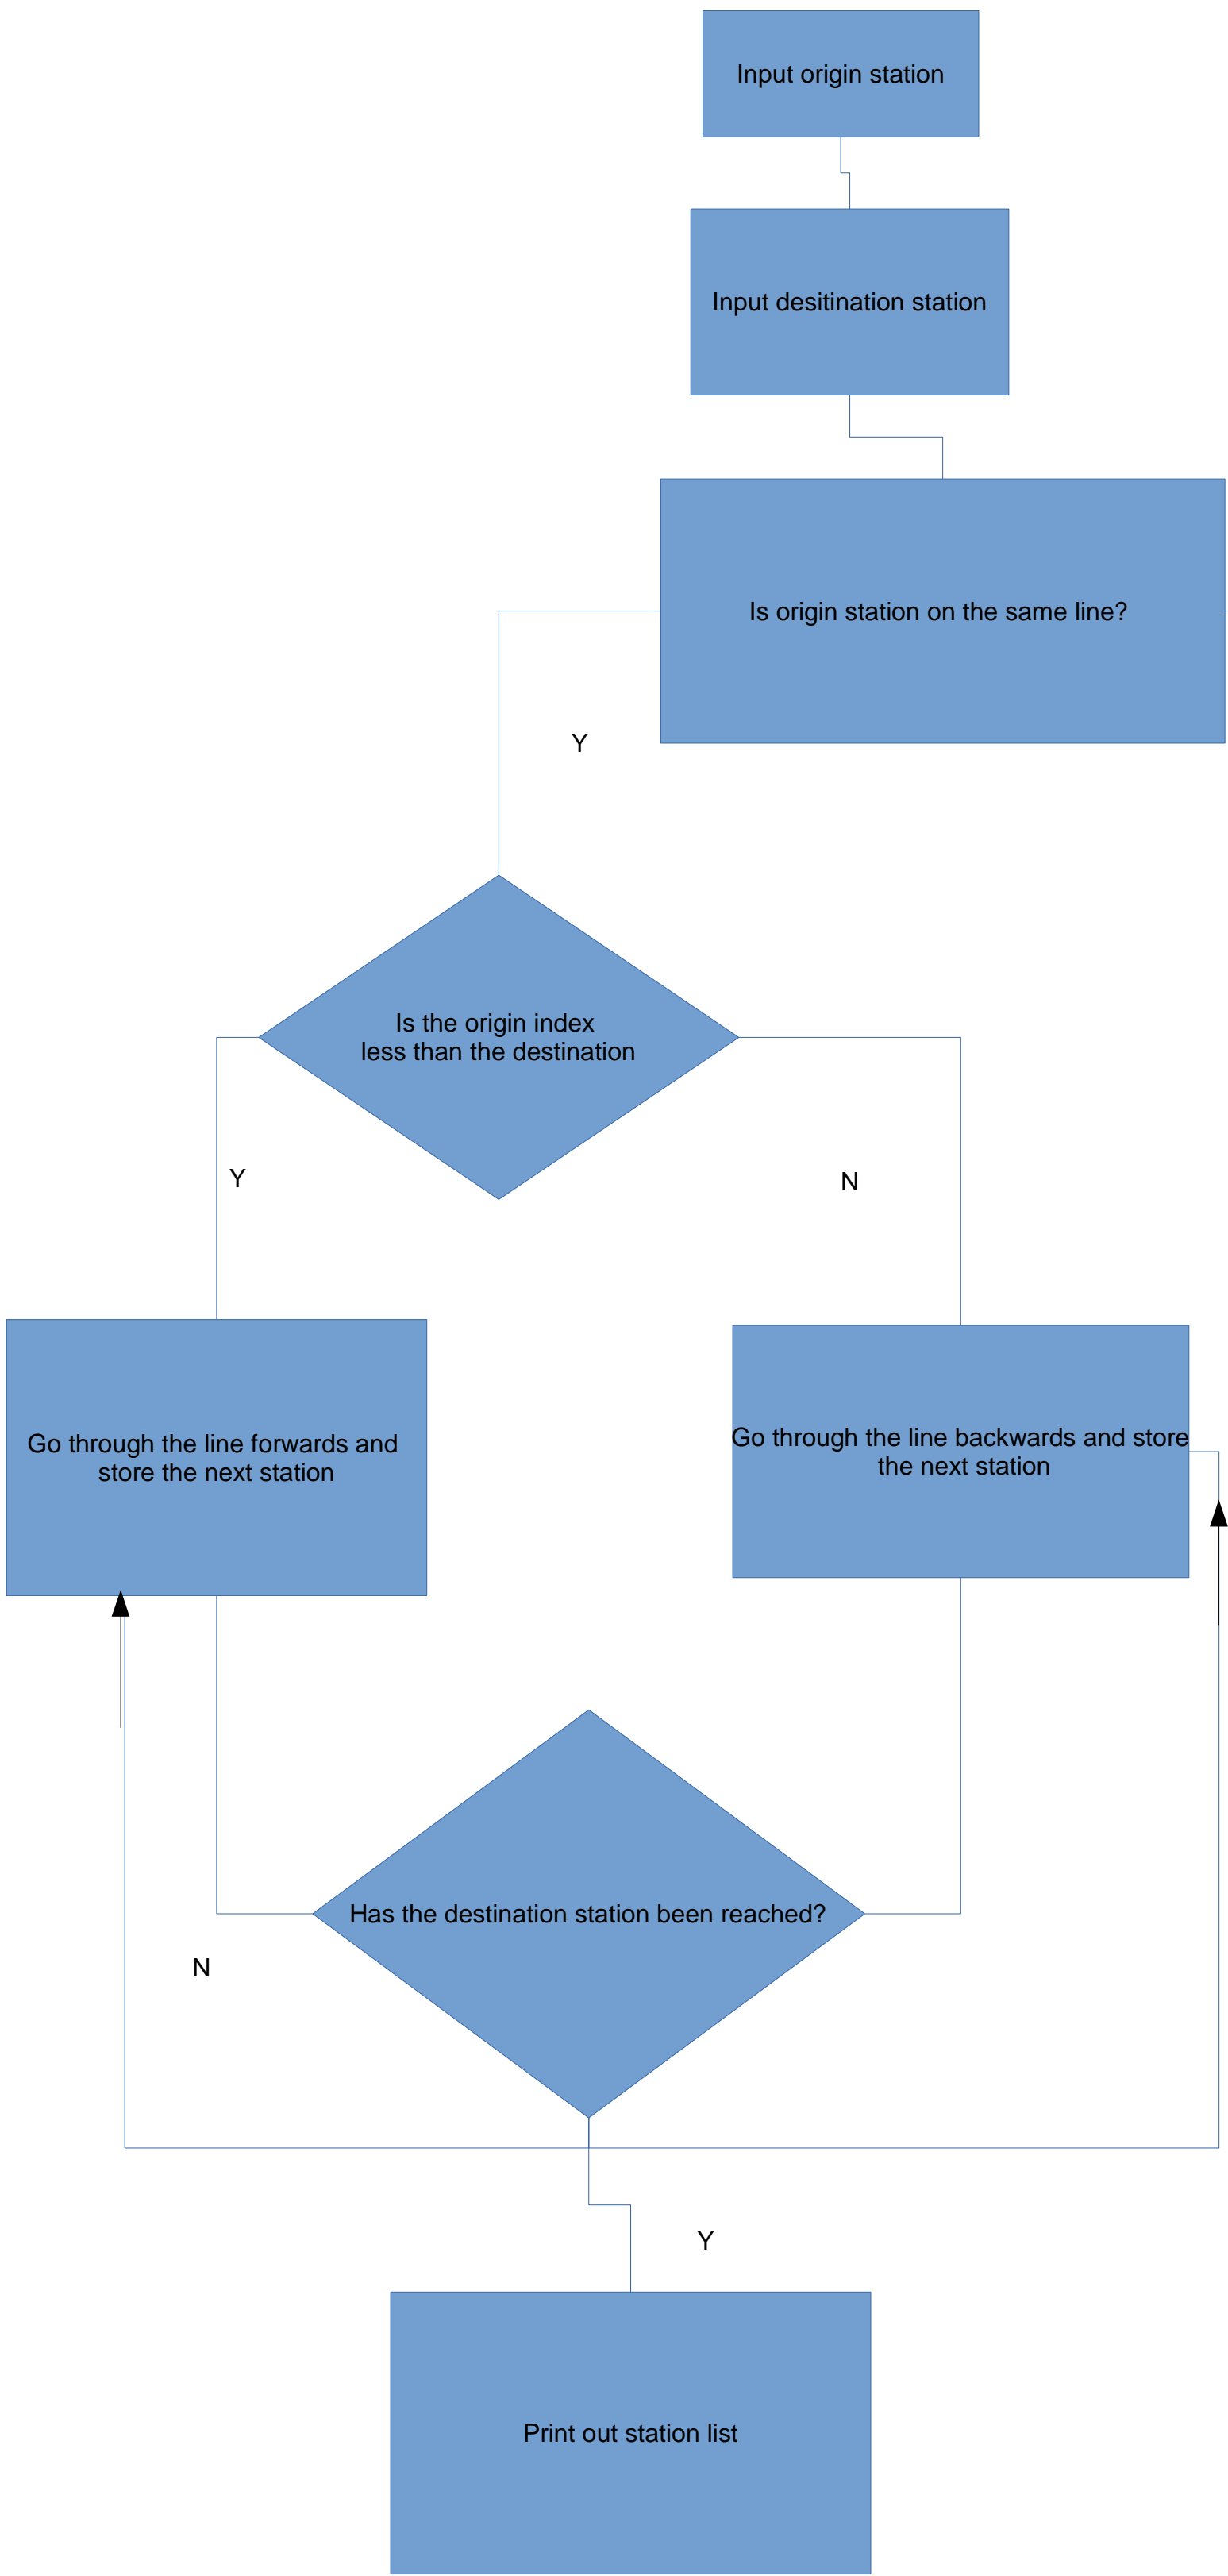 Input origin station
Input desitination station
Is origin station on the same line?
Y
Is the origin index
less than the destination
Y
N
Go through the line forwards and
store the next station
Go through the line backwards and store
the next station
Has the destination station been reached?
N
Y
Print out station list